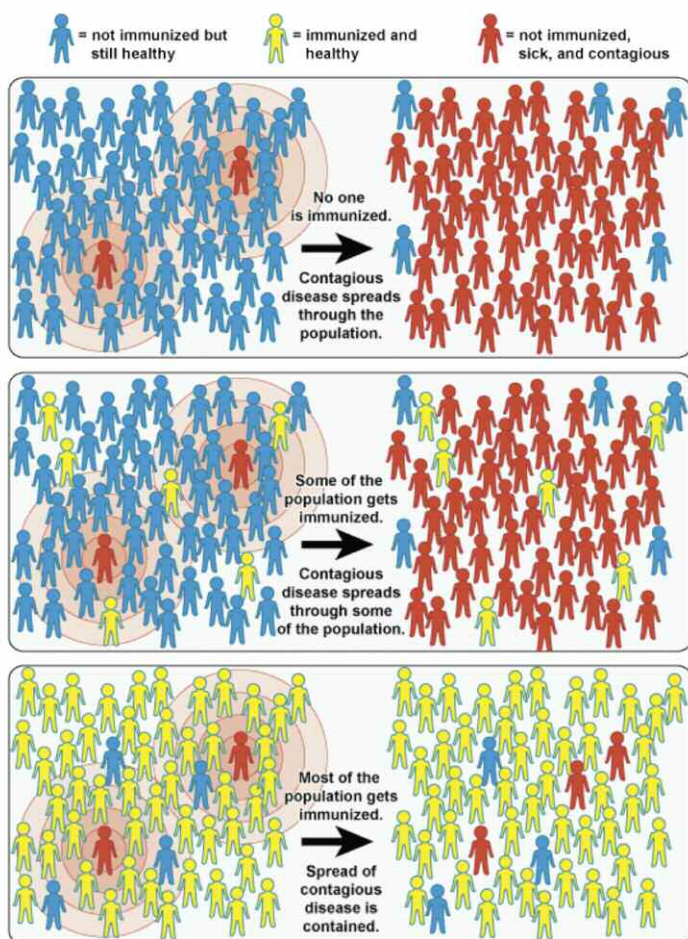 = not immunized but
still healthy
= immunized and
healthy
= not immunized,
sick, and contagious
No one
is immunized.
Contagious
disease spreads
through the
population.
Some of the
population gets
immunized.
Contagious
disease spreads
through some
of the population.
Most of the
population gets
immunized.
Spread of
contagious
disease is
contained.